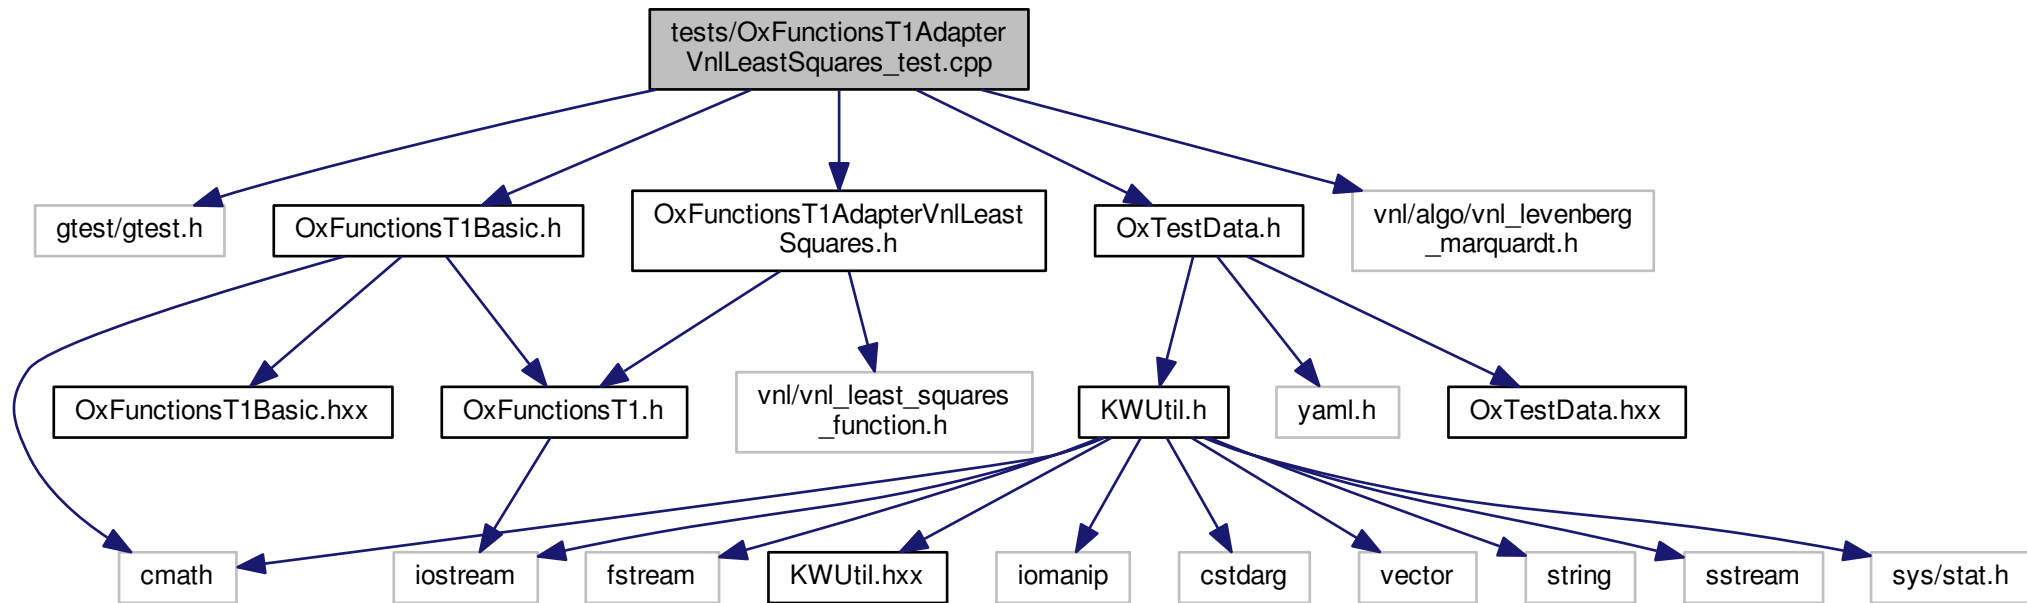 tests/OxFunctionsT1Adapter
VnlLeastSquares_test.cpp
gtest/gtest.h
OxFunctionsT1Basic.h
OxFunctionsT1AdapterVnlLeast
Squares.h
OxTestData.h
vnl/algo/vnl_levenberg
_marquardt.h
OxFunctionsT1Basic.hxx
OxFunctionsT1.h
vnl/vnl_least_squares
_function.h
KWUtil.h
yaml.h
OxTestData.hxx
cmath
iostream
fstream
KWUtil.hxx
iomanip
cstdarg
vector
string
sstream
sys/stat.h